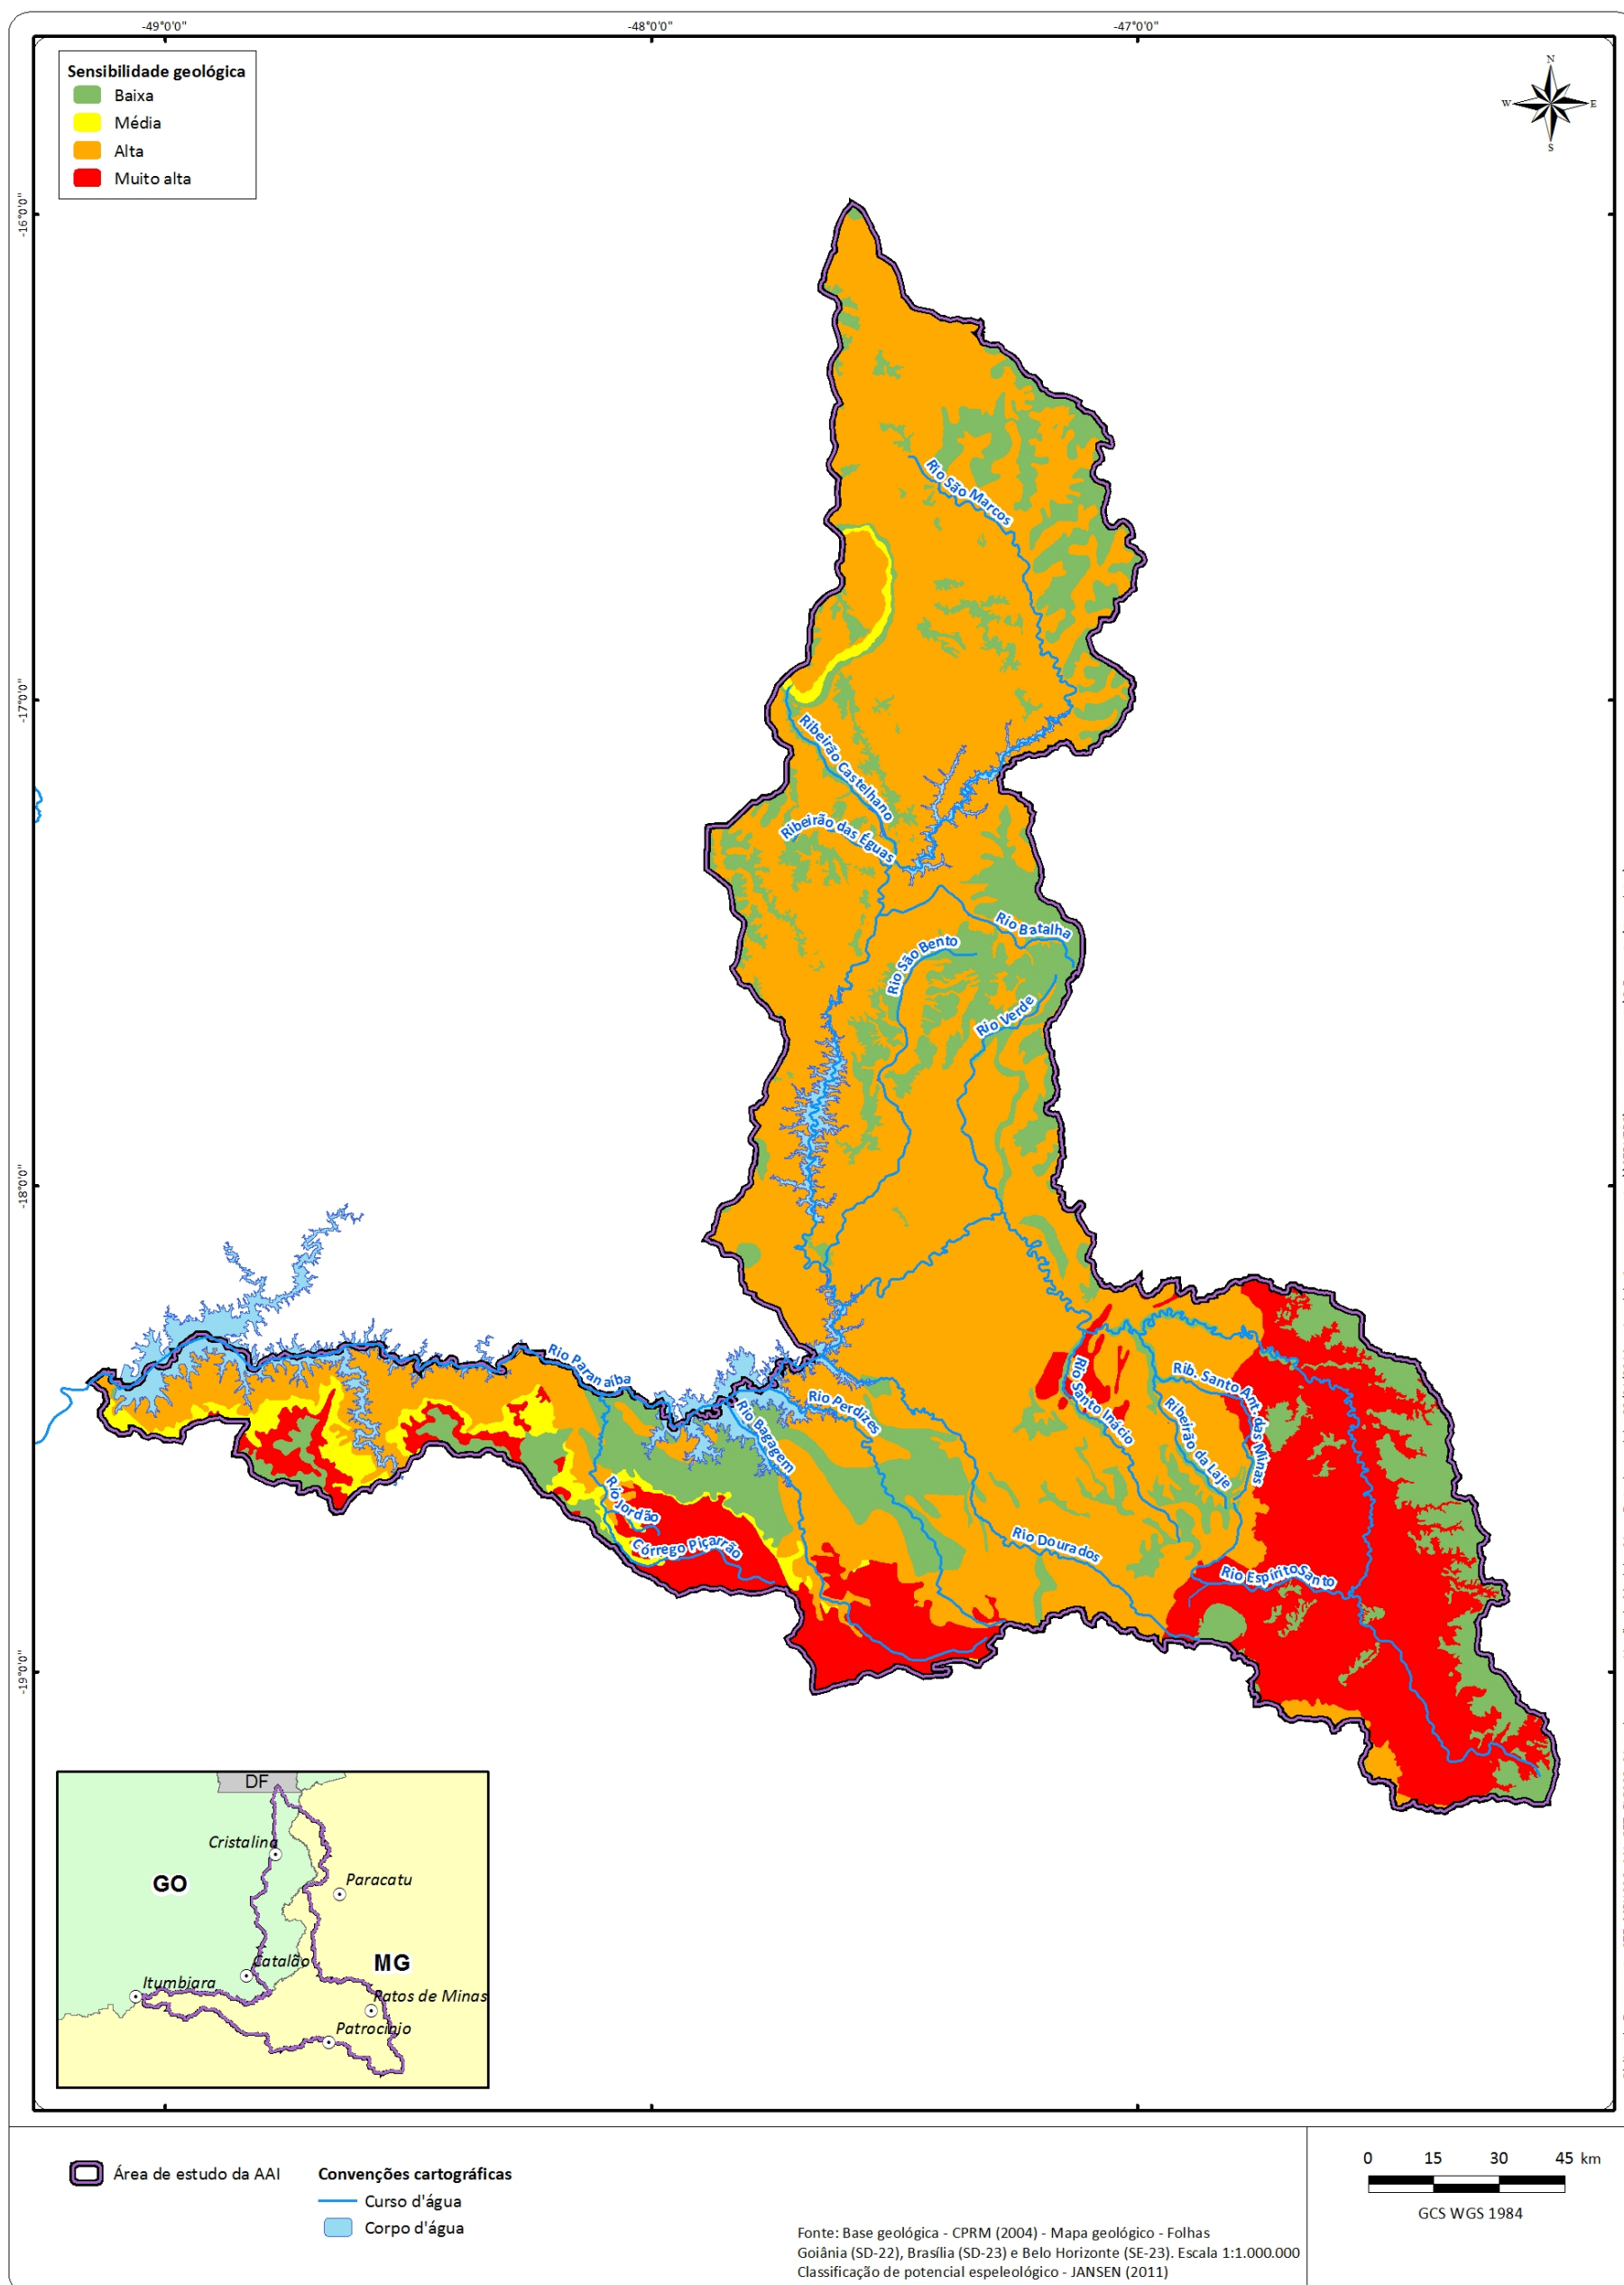 -49°0'0"
-48°0'0"
-47°0'0"
Sensibilidade geológica
Baixa
Média
Alta
Muito alta
N
W
E
S
-16°0'0"
-17°0'0"
-18°0'0"
-19°0'0"
Rio São Marcos
Ribeirão Castelhano
Ribeirão das Éguas
Rio Batalha
Rio São Bento
Rio Verde
Rio Paranaíba
Rio Bagagem
Rio Perdizes
Rio Santo Inácio
Rib. Santo Ant. das Minas
Ribeirão da Laje
Rio Jordão
Córrego Piçarrão
Rio Dourados
Rio Espírito Santo
DF
Cristalina
GO
Paracatu
Catalão
MG
Itumbiara
Patos de Minas
Patrocínio
Área de estudo da AAI
Convenções cartográficas
Curso d'água
Corpo d'água
Fonte: Base geológica - CPRM (2004) - Mapa geológico - Folhas
Goiânia (SD-22), Brasília (SD-23) e Belo Horizonte (SE-23). Escala 1:1.000.000
Classificação de potencial espeleológico - JANSEN (2011)
0 15 30 45 km
GCS WGS 1984